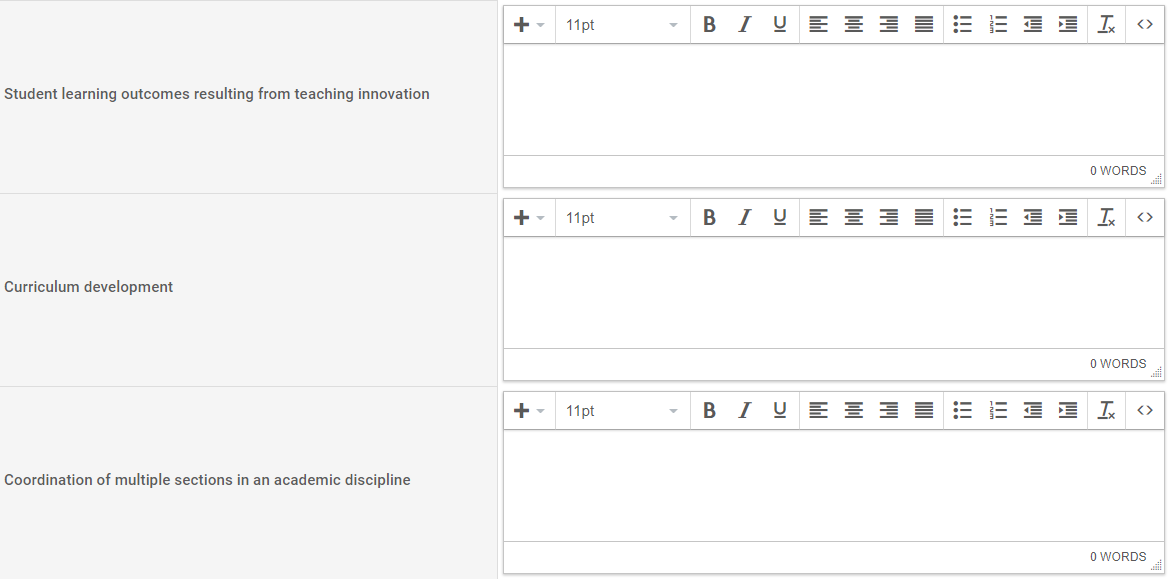 11pt B I U
Student learning outcomes resulting from teaching innovation
0 WORDS
11pt B I U
Curriculum development
0 WORDS
11pt B I U
Coordination of multiple sections in an academic discipline
0 WORDS